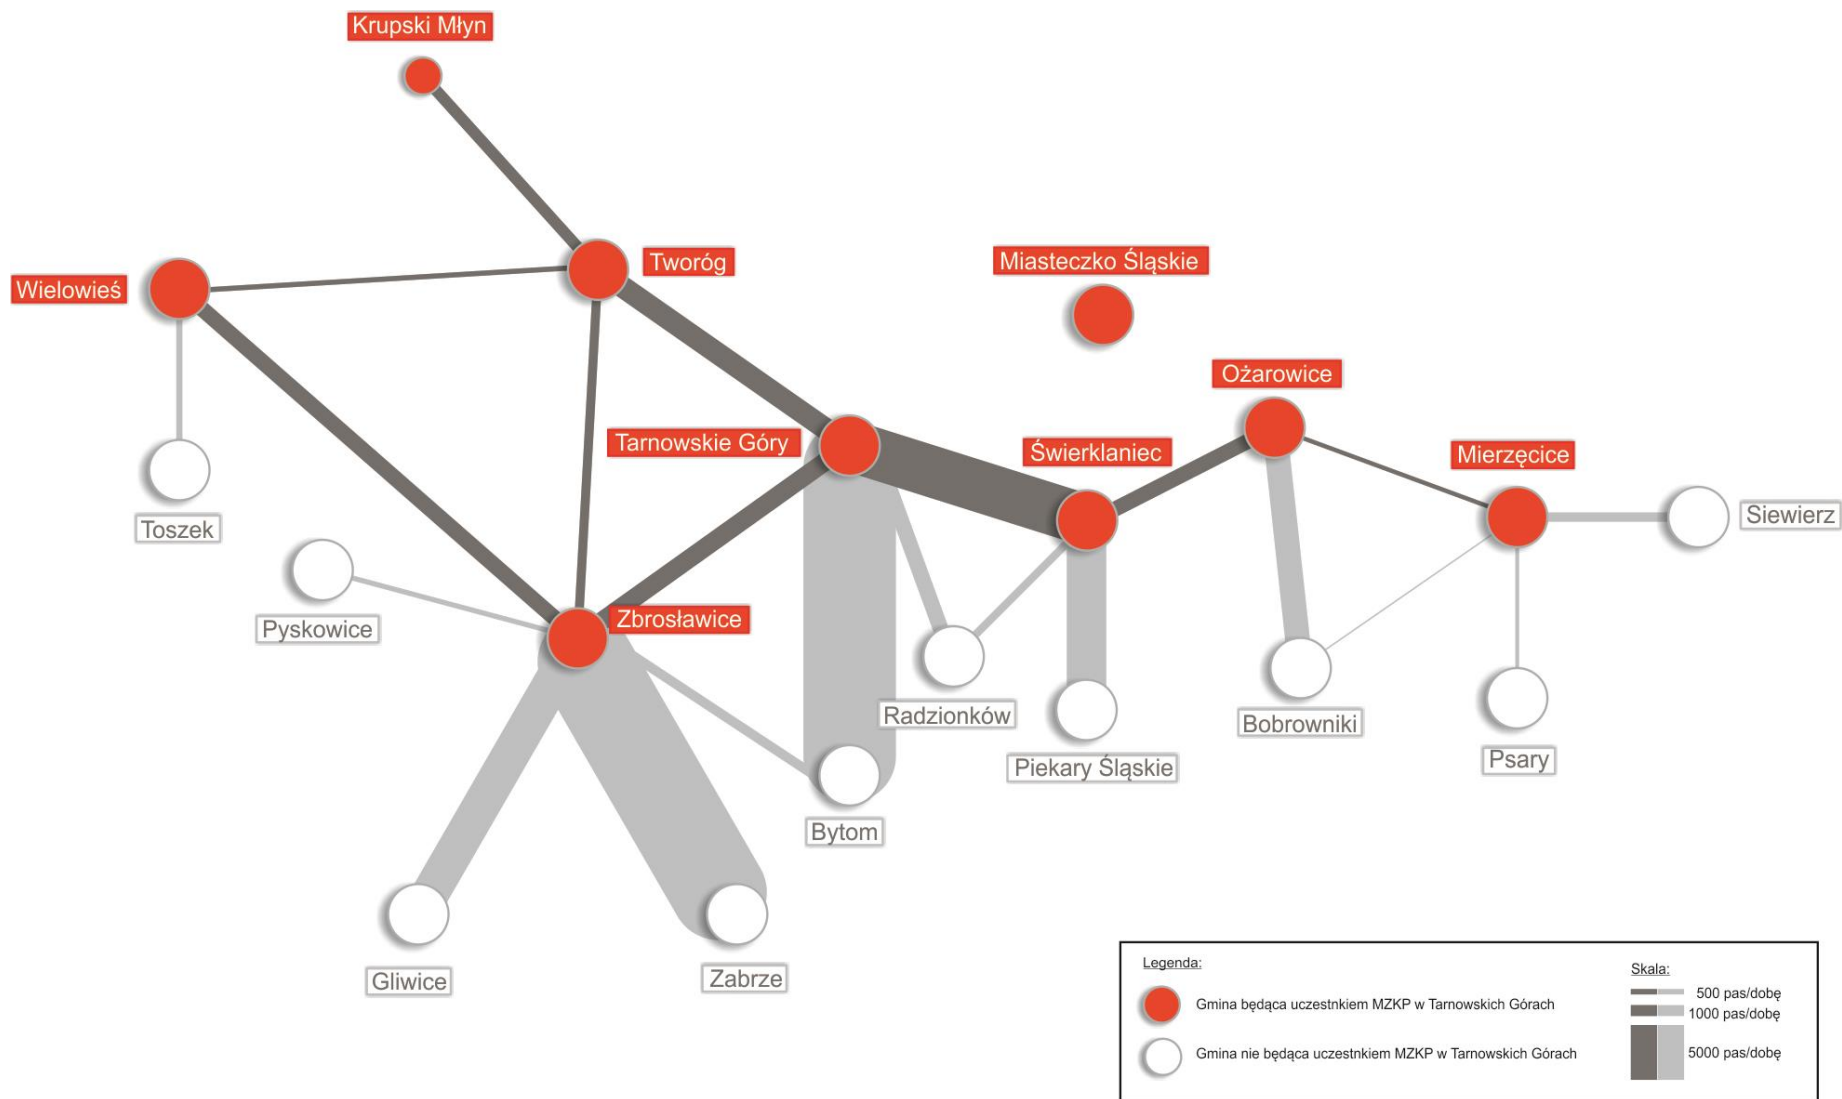 Krupski Młyn
Tworóg
Miasteczko Śląskie
Wielowieś
Ożarowice
Tarnowskie Góry
Świerklaniec
Mierzęcice
Siewierz
Toszek
Pyskowice
Zbrosławice
Radzionków
Bobrowniki
Piekary Śląskie
Psary
Bytom
Gliwice
Zabrze
Legenda:
Gmina będąca uczestnkiem MZKP w Tarnowskich Górach
Gmina nie będąca uczestnkiem MZKP w Tarnowskich Górach
Skala:
500 pas/dobę
1000 pas/dobę
5000 pas/dobę